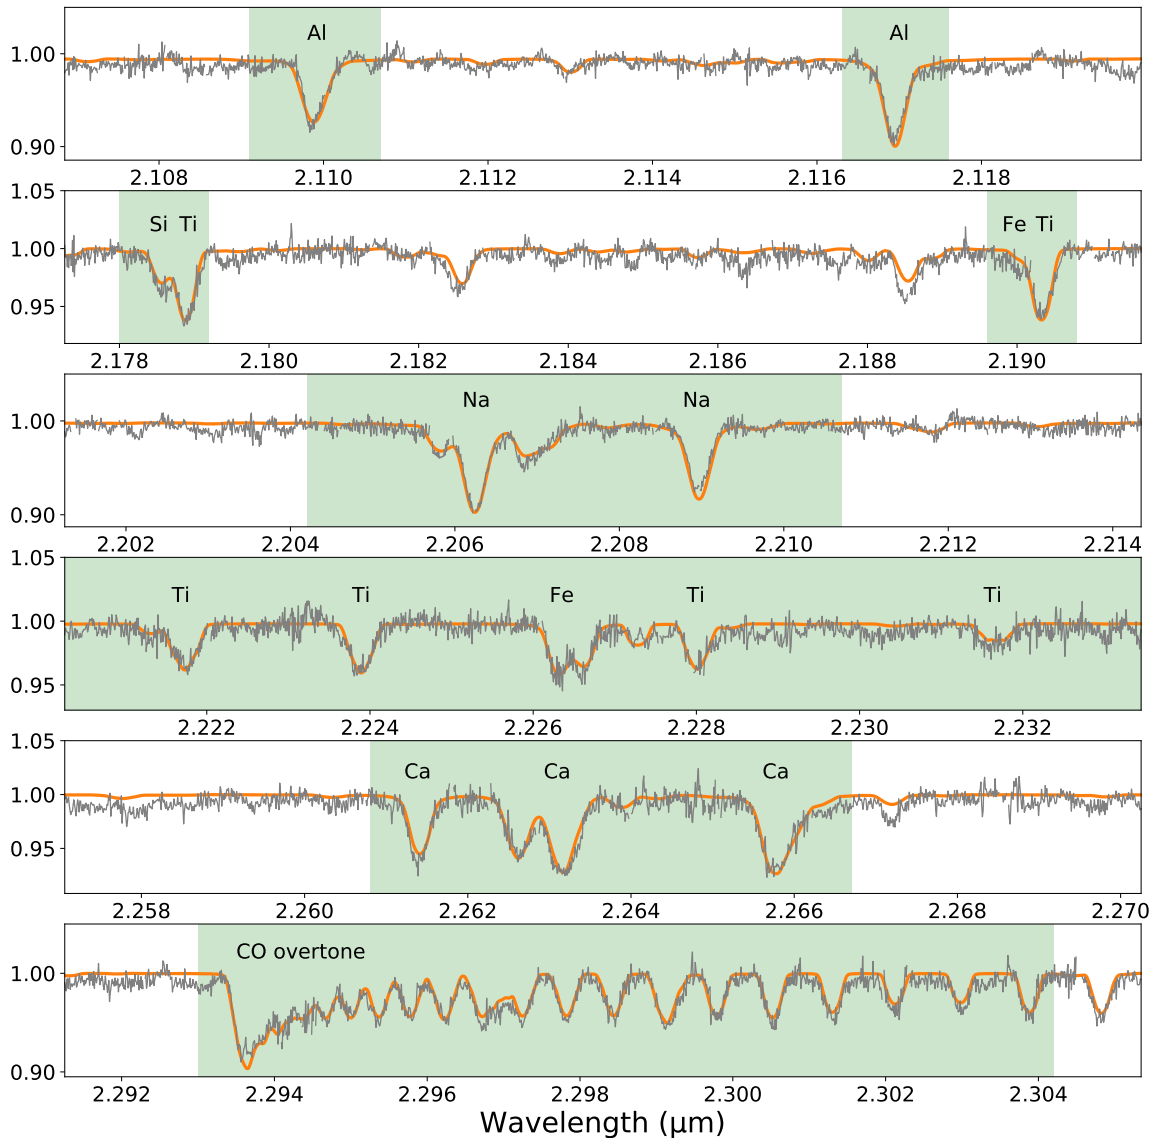 Al Al
1.00
0.90
2.108 2.110 2.112 2.114 2.116 2.118
1.05
Si Ti Fe Ti
1.00
0.95
2.178 2.180 2.182 2.184 2.186 2.188 2.190
Na Na
1.00
0.90
2.202 2.204 2.206 2.208 2.210 2.212 2.214
1.05
Ti Ti Fe Ti Ti
1.00
0.95
2.222 2.224 2.226 2.228 2.230 2.232
1.05
Ca Ca Ca
1.00
0.95
2.258 2.260 2.262 2.264 2.266 2.268 2.270
CO overtone
1.00
0.90
2.292 2.294 2.296 2.298 2.300 2.302 2.304
Wavelength (μm)